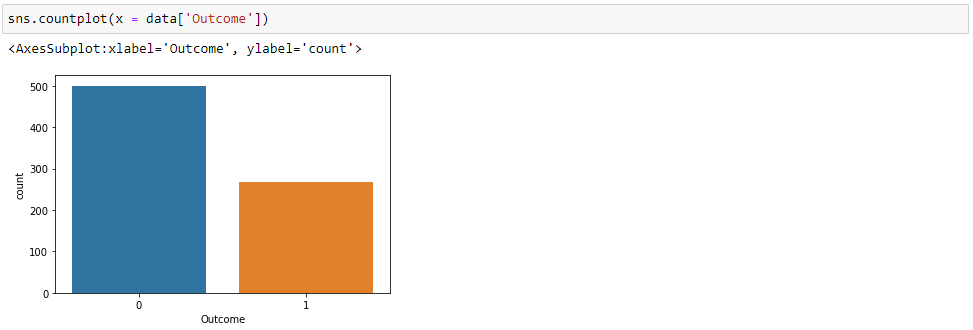 sns.countplot(x = data['Outcome'])
<AxesSubplot:xlabel='Outcome', ylabel='count'>
500
400
300
200
100
0
count
0 1
Outcome